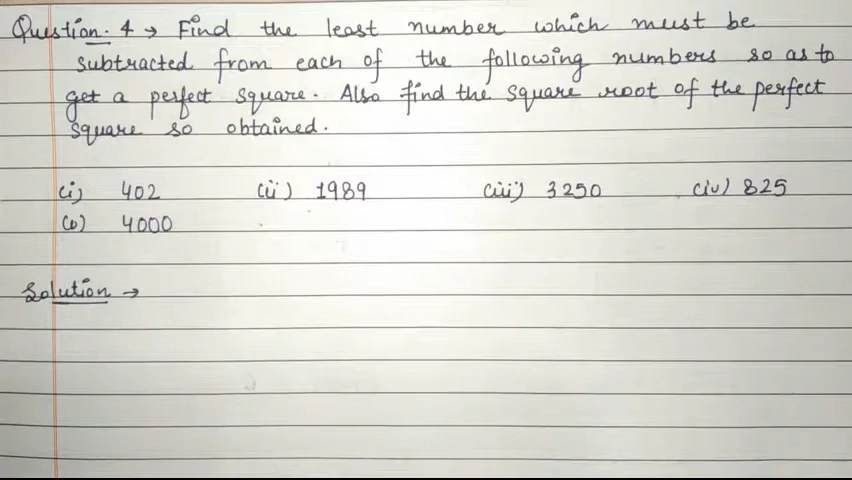 Question. 4 → Find the least number which must be
subtracted from each of the following numbers so as to
get a perfect square. Also find the square root of the perfect
square so obtained.
(i) 402 (ii) 1989 (iii) 3250 (iv) 825
(v) 4000
Solution →